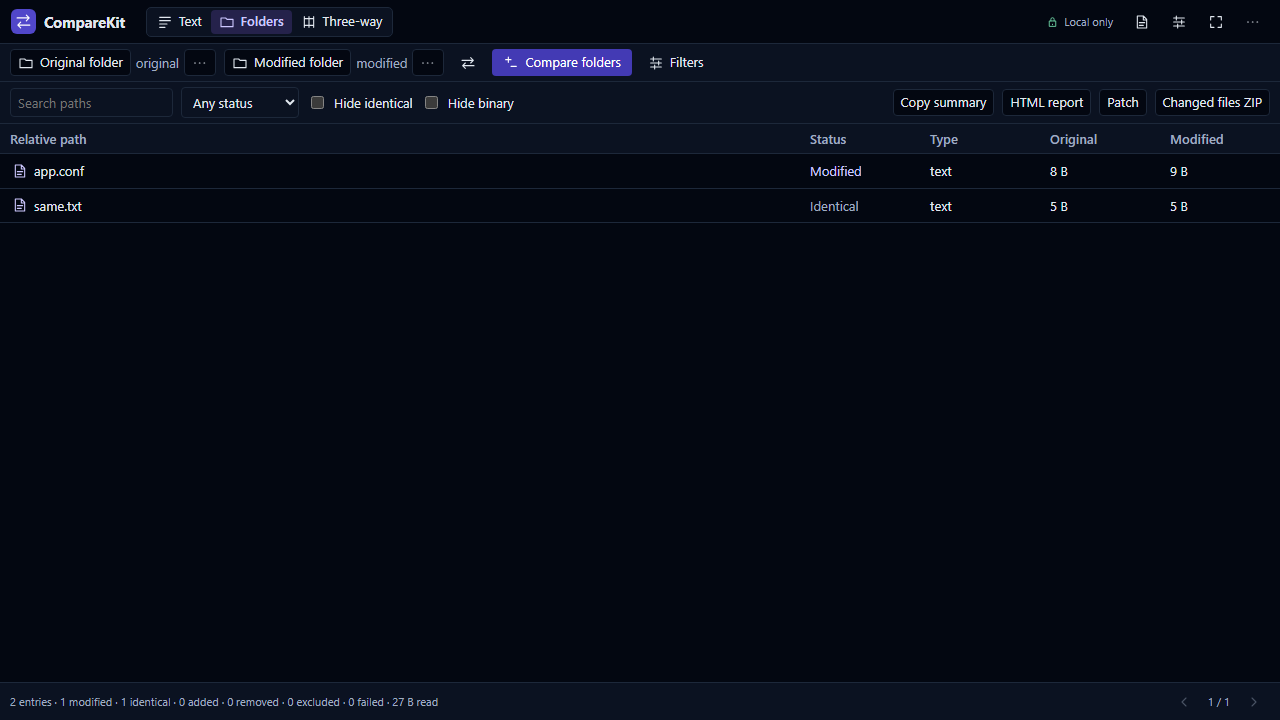 CompareKit Text Folders Three-way Local only
Original folder original ... Modified folder modified ... Compare folders Filters
Search paths Any status Hide identical Hide binary Copy summary HTML report Patch Changed files ZIP
Relative path Status Type Original Modified
app.conf Modified text 8 B 9 B
same.txt Identical text 5 B 5 B
2 entries · 1 modified · 1 identical · 0 added · 0 removed · 0 excluded · 0 failed · 27 B read 1 / 1